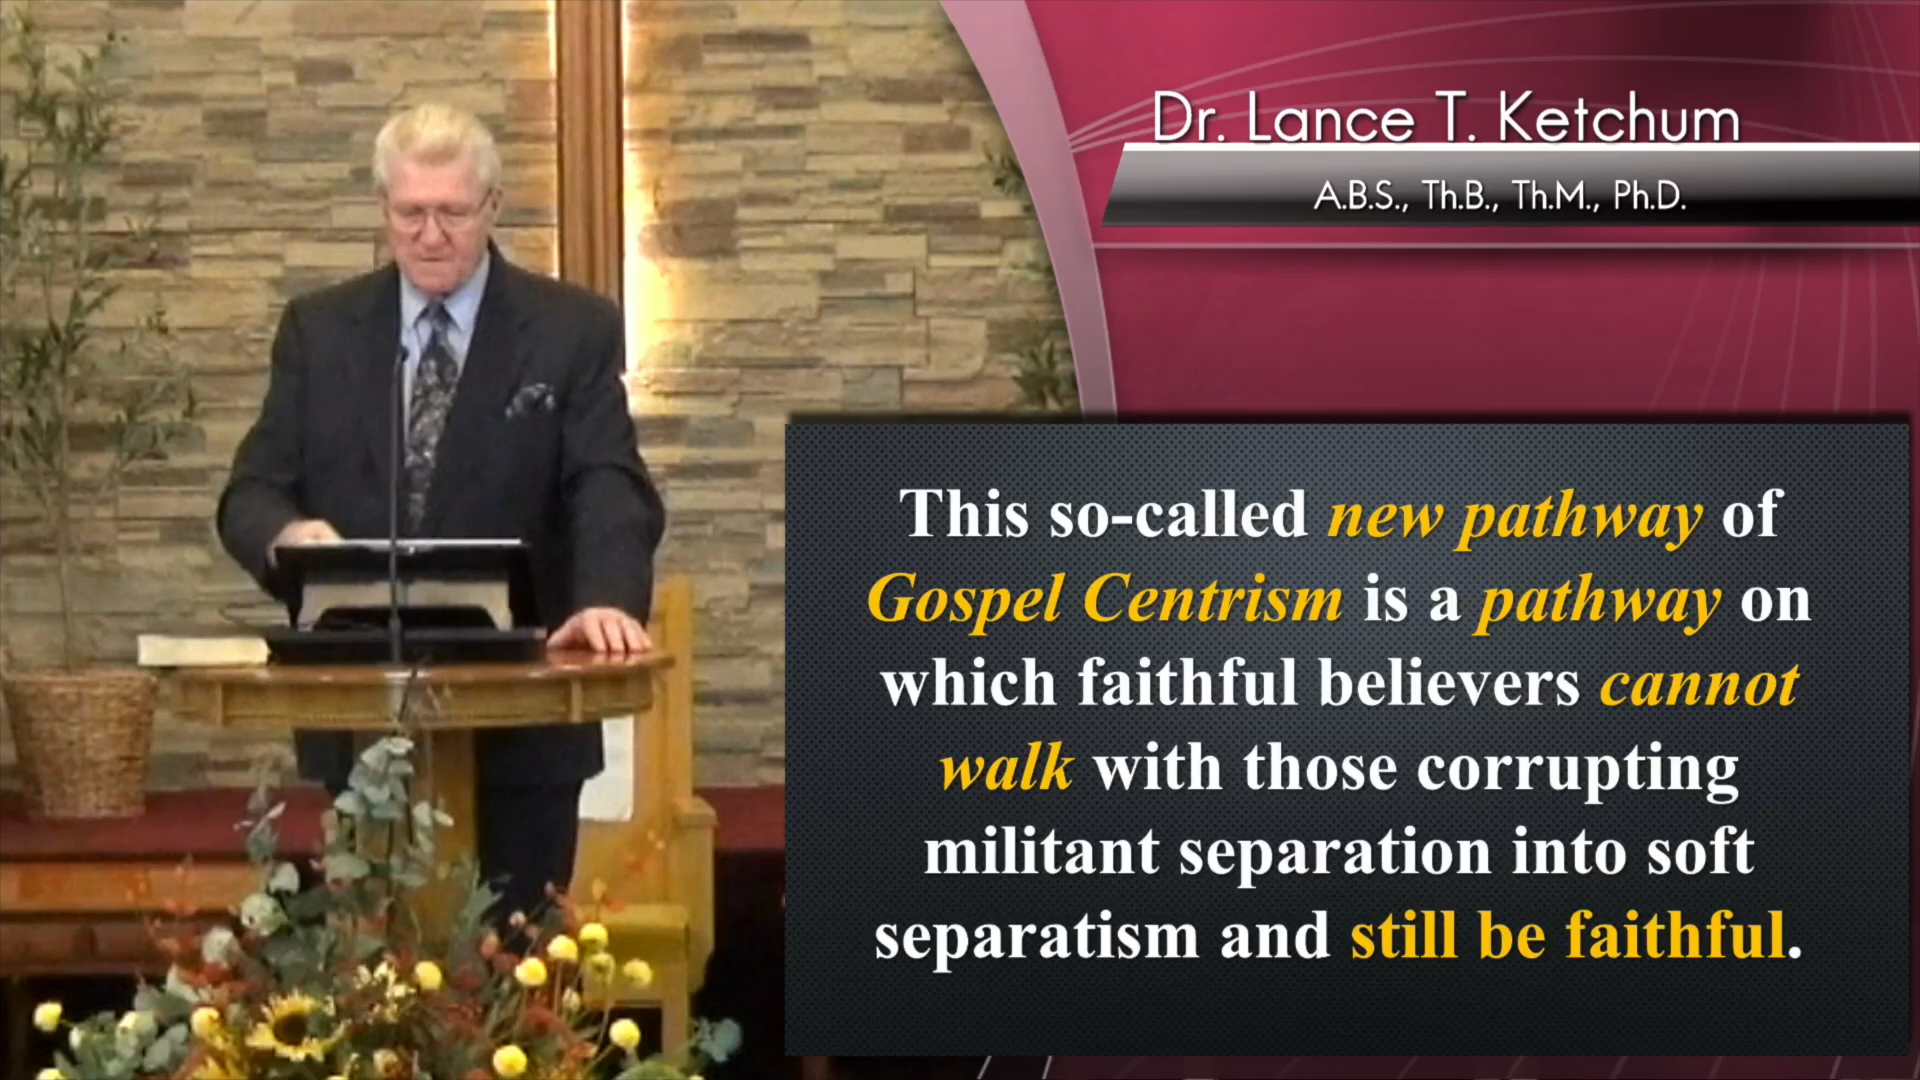 Dr. Lance T. Ketchum
A.B.S., Th.B., Th.M., Ph.D.
This so-called new pathway of
Gospel Centrism is a pathway on
which faithful believers cannot
walk with those corrupting
militant separation into soft
separatism and still be faithful.